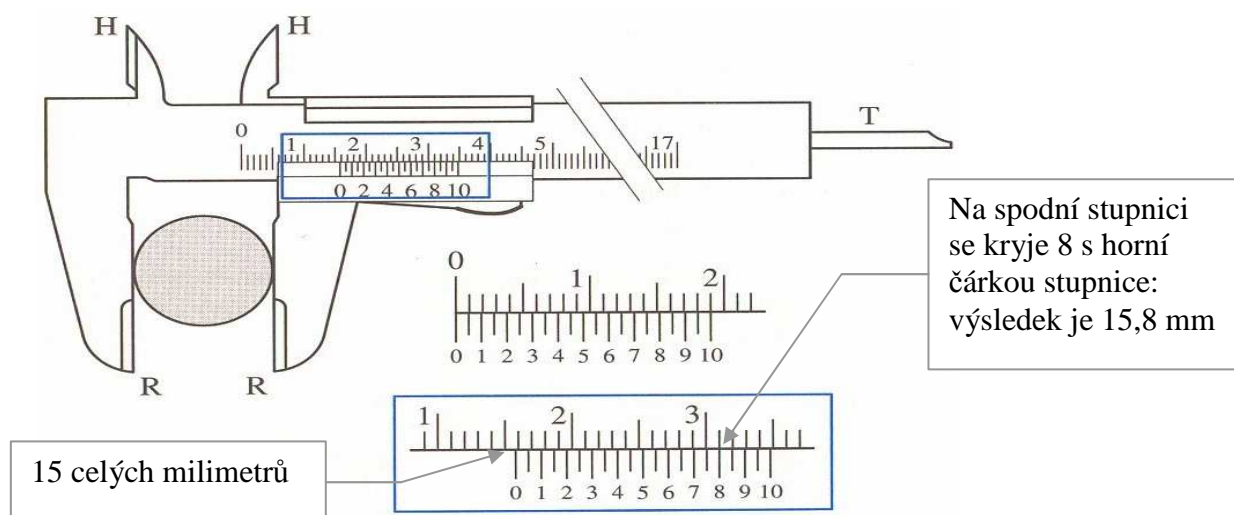 H H
T
0 1 2 3 4 5 17
0 2 4 6 8 10
Na spodní stupnici
se kryje 8 s horní
čárkou stupnice:
výsledek je 15,8 mm
0 1 2
0 1 2 3 4 5 6 7 8 9 10
R R
1 2 3
0 1 2 3 4 5 6 7 8 9 10
15 celých milimetrů